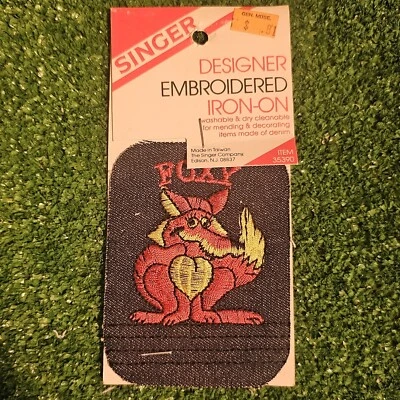 SINGER
DESIGNER
EMBROIDERED
IRON-ON
washable & dry cleanable
for mending & decorating
items made of denim
Made in Taiwan
The Singer Company
Edison, N.J. 08837
ITEM
35390
FOXY